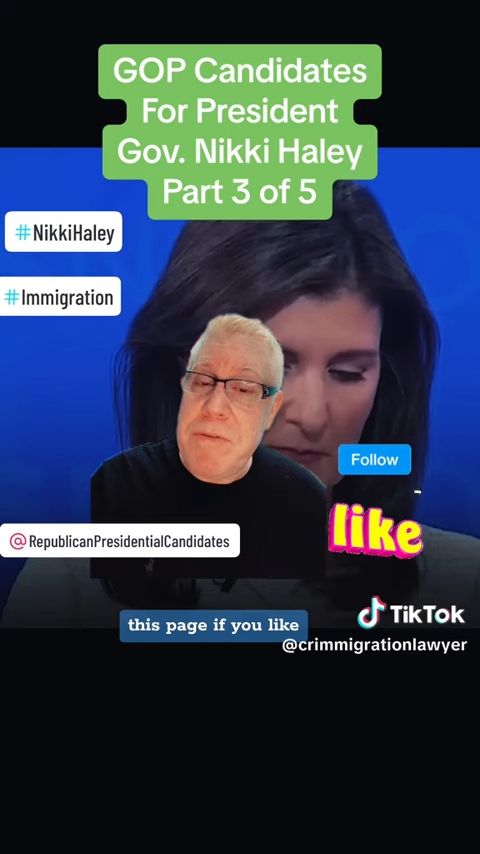 GOP Candidates
For President
Gov. Nikki Haley
Part 3 of 5
#NikkiHaley
#Immigration
Follow
like
@RepublicanPresidentialCandidates
this page if you like
TikTok
@crimmigrationlawyer